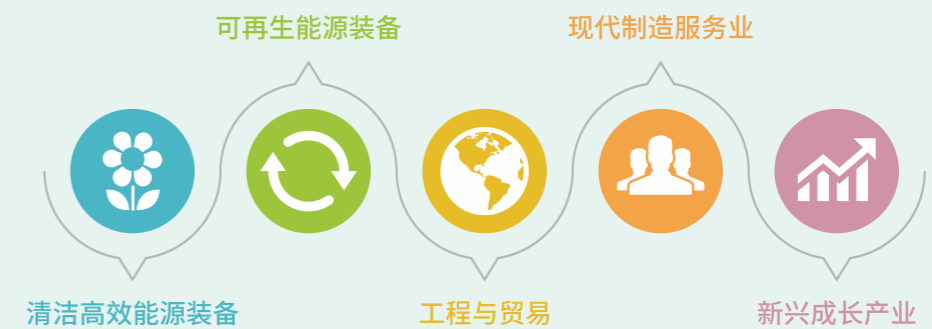 可再生能源装备
现代制造服务业
清洁高效能源装备
工程与贸易
新兴成长产业